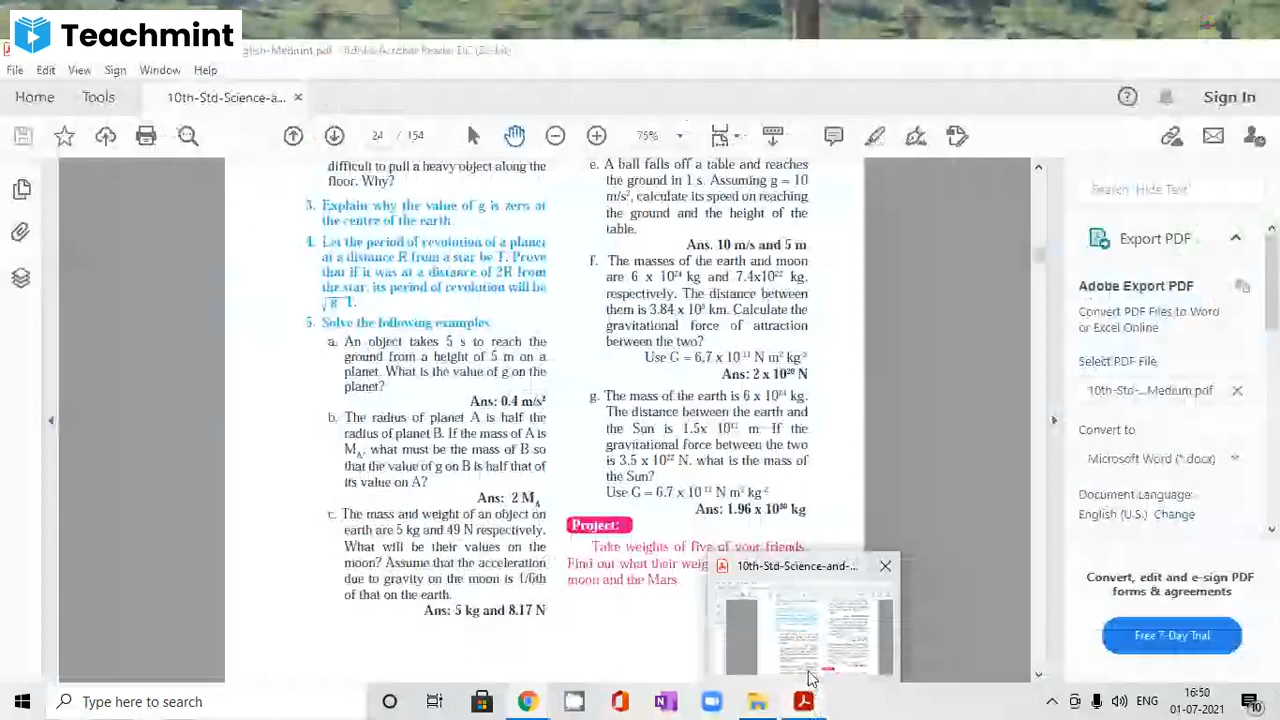 Teachmint
File Edit View Sign Window Help
Home Tools 10th-Std-Science-a... ×
24 / 154 75% Sign In
difficult to pull a heavy object along the
floor. Why?
3. Explain why the value of g is zero at
the centre of the earth.
4. Let the period of revolution of a planet
at a distance R from a star be T. Prove
that if it was at a distance of 2R from
the star, its period of revolution will be
5. Solve the following examples.
a. An object takes 5 s to reach the
ground from a height of 5 m on a
planet. What is the value of g on the
planet?
Ans: 0.4 m/s²
b. The radius of planet A is half the
radius of planet B. If the mass of A is
M_A, what must be the mass of B so
that the value of g on B is half that of
its value on A?
Ans: 2 M_A
c. The mass and weight of an object on
earth are 5 kg and 49 N respectively.
What will be their values on the
moon? Assume that the acceleration
due to gravity on the moon is 1/6th
of that on the earth.
Ans: 5 kg and 8.17 N
e. A ball falls off a table and reaches
the ground in 1 s. Assuming g = 10
m/s², calculate its speed on reaching
the ground and the height of the
table.
Ans. 10 m/s and 5 m
f. The masses of the earth and moon
are 6 x 10²⁴ kg and 7.4x10²² kg,
respectively. The distance between
them is 3.84 x 10⁵ km. Calculate the
gravitational force of attraction
between the two?
Use G = 6.7 x 10⁻¹¹ N m² kg⁻²
Ans: 2 x 10²⁰ N
g. The mass of the earth is 6 x 10²⁴ kg.
The distance between the earth and
the Sun is 1.5x 10¹¹ m. If the
gravitational force between the two
is 3.5 x 10²² N, what is the mass of
the Sun?
Use G = 6.7 x 10⁻¹¹ N m² kg⁻²
Ans: 1.96 x 10³⁰ kg
Project:
Take weights of five of your friends.
Find out what their weig
moon and the Mars.
10th-Std-Science-and-...
Search 'Hide Text'
Export PDF
Adobe Export PDF
Convert PDF Files to Word
or Excel Online
Select PDF File
10th-Std-...Medium.pdf
Convert to
Microsoft Word (*.docx)
Document Language:
English (U.S.) Change
Convert, edit and e-sign PDF
forms & agreements
Free 7-Day Trial
Type here to search
ENG
16:50
01-07-2021
10